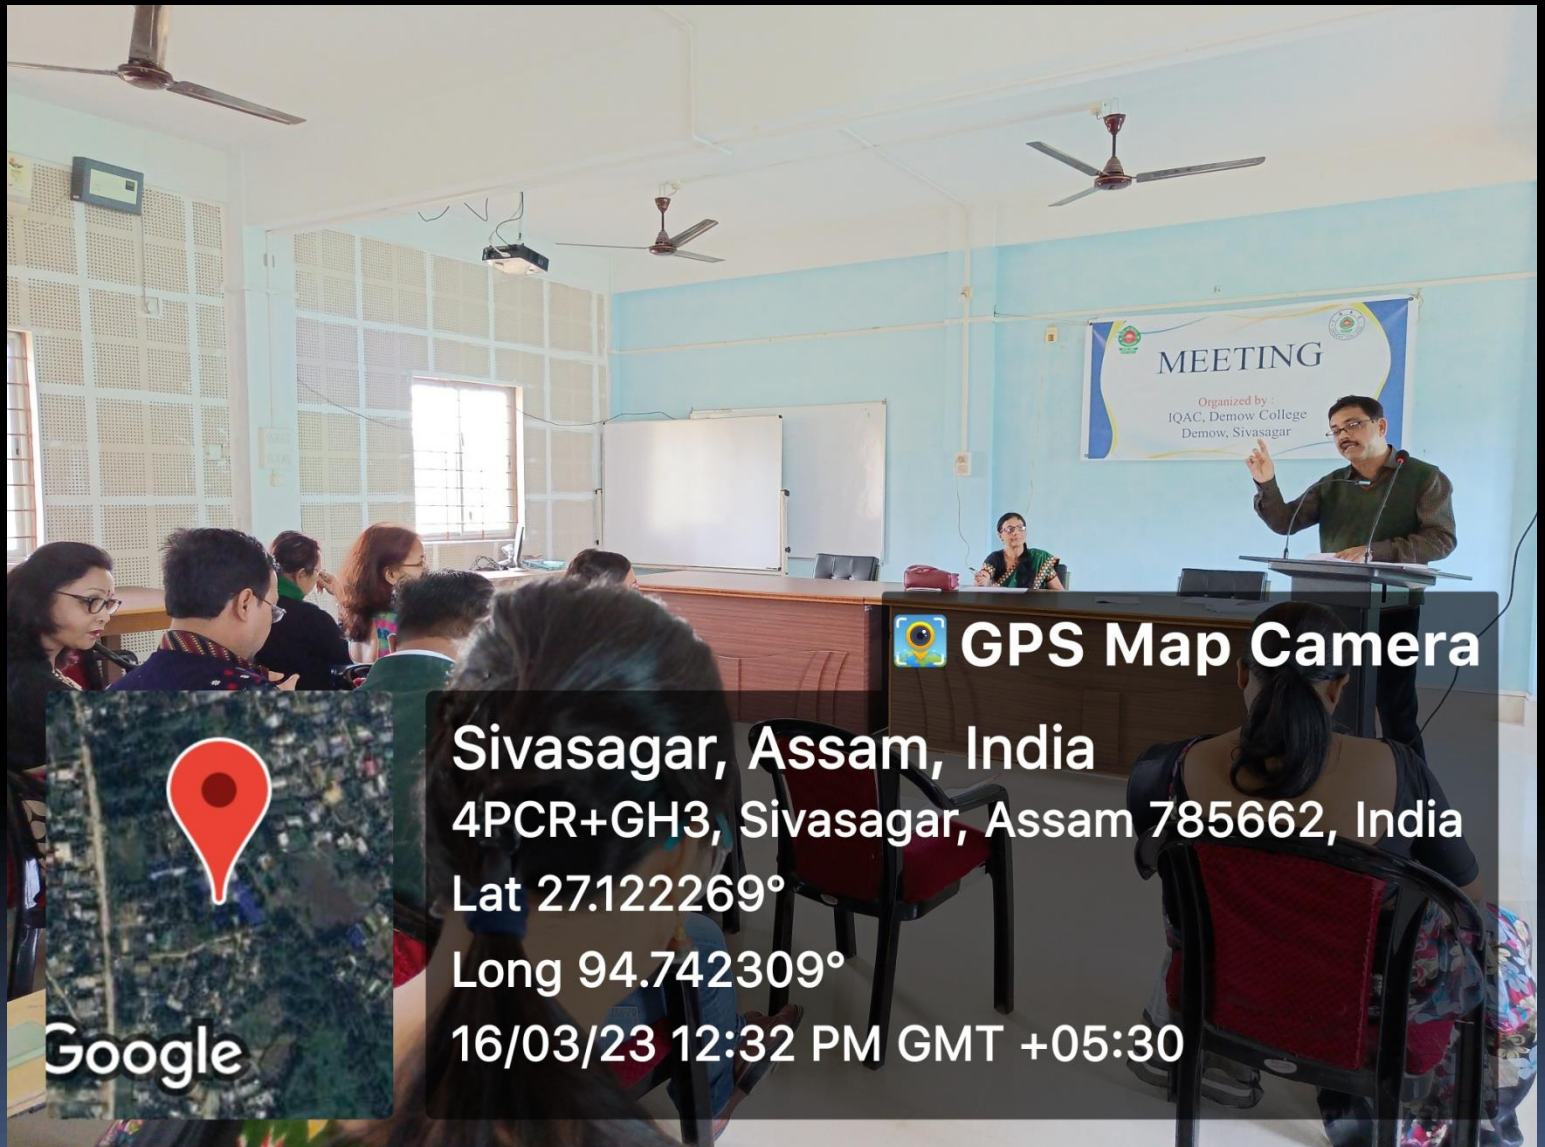 MEETING
Organized by :
IQAC, Demow College
Demow, Sivasagar
GPS Map Camera
Sivasagar, Assam, India
4PCR+GH3, Sivasagar, Assam 785662, India
Lat 27.122269°
Long 94.742309°
16/03/23 12:32 PM GMT +05:30
Google